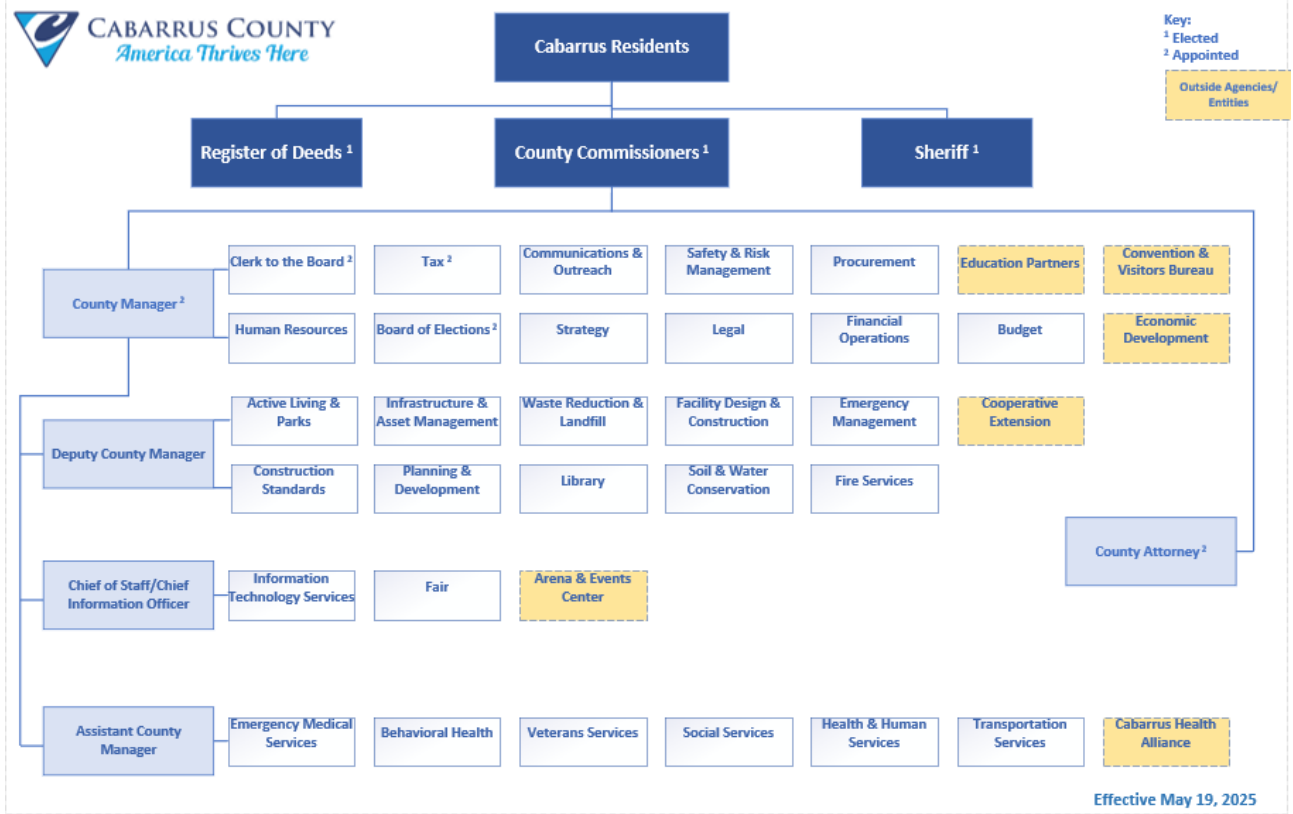 CABARRUS COUNTY
America Thrives Here
Cabarrus Residents
Key:
¹ Elected
² Appointed
Outside Agencies/
Entities
Register of Deeds ¹
County Commissioners ¹
Sheriff ¹
County Manager ²
Clerk to the Board ²
Tax ²
Communications &
Outreach
Safety & Risk
Management
Procurement
Education Partners
Convention &
Visitors Bureau
Human Resources
Board of Elections ²
Strategy
Legal
Financial
Operations
Budget
Economic
Development
Deputy County Manager
Active Living &
Parks
Infrastructure &
Asset Management
Waste Reduction &
Landfill
Facility Design &
Construction
Emergency
Management
Cooperative
Extension
Construction
Standards
Planning &
Development
Library
Soil & Water
Conservation
Fire Services
County Attorney ²
Chief of Staff/Chief
Information Officer
Information
Technology Services
Fair
Arena & Events
Center
Assistant County
Manager
Emergency Medical
Services
Behavioral Health
Veterans Services
Social Services
Health & Human
Services
Transportation
Services
Cabarrus Health
Alliance
Effective May 19, 2025